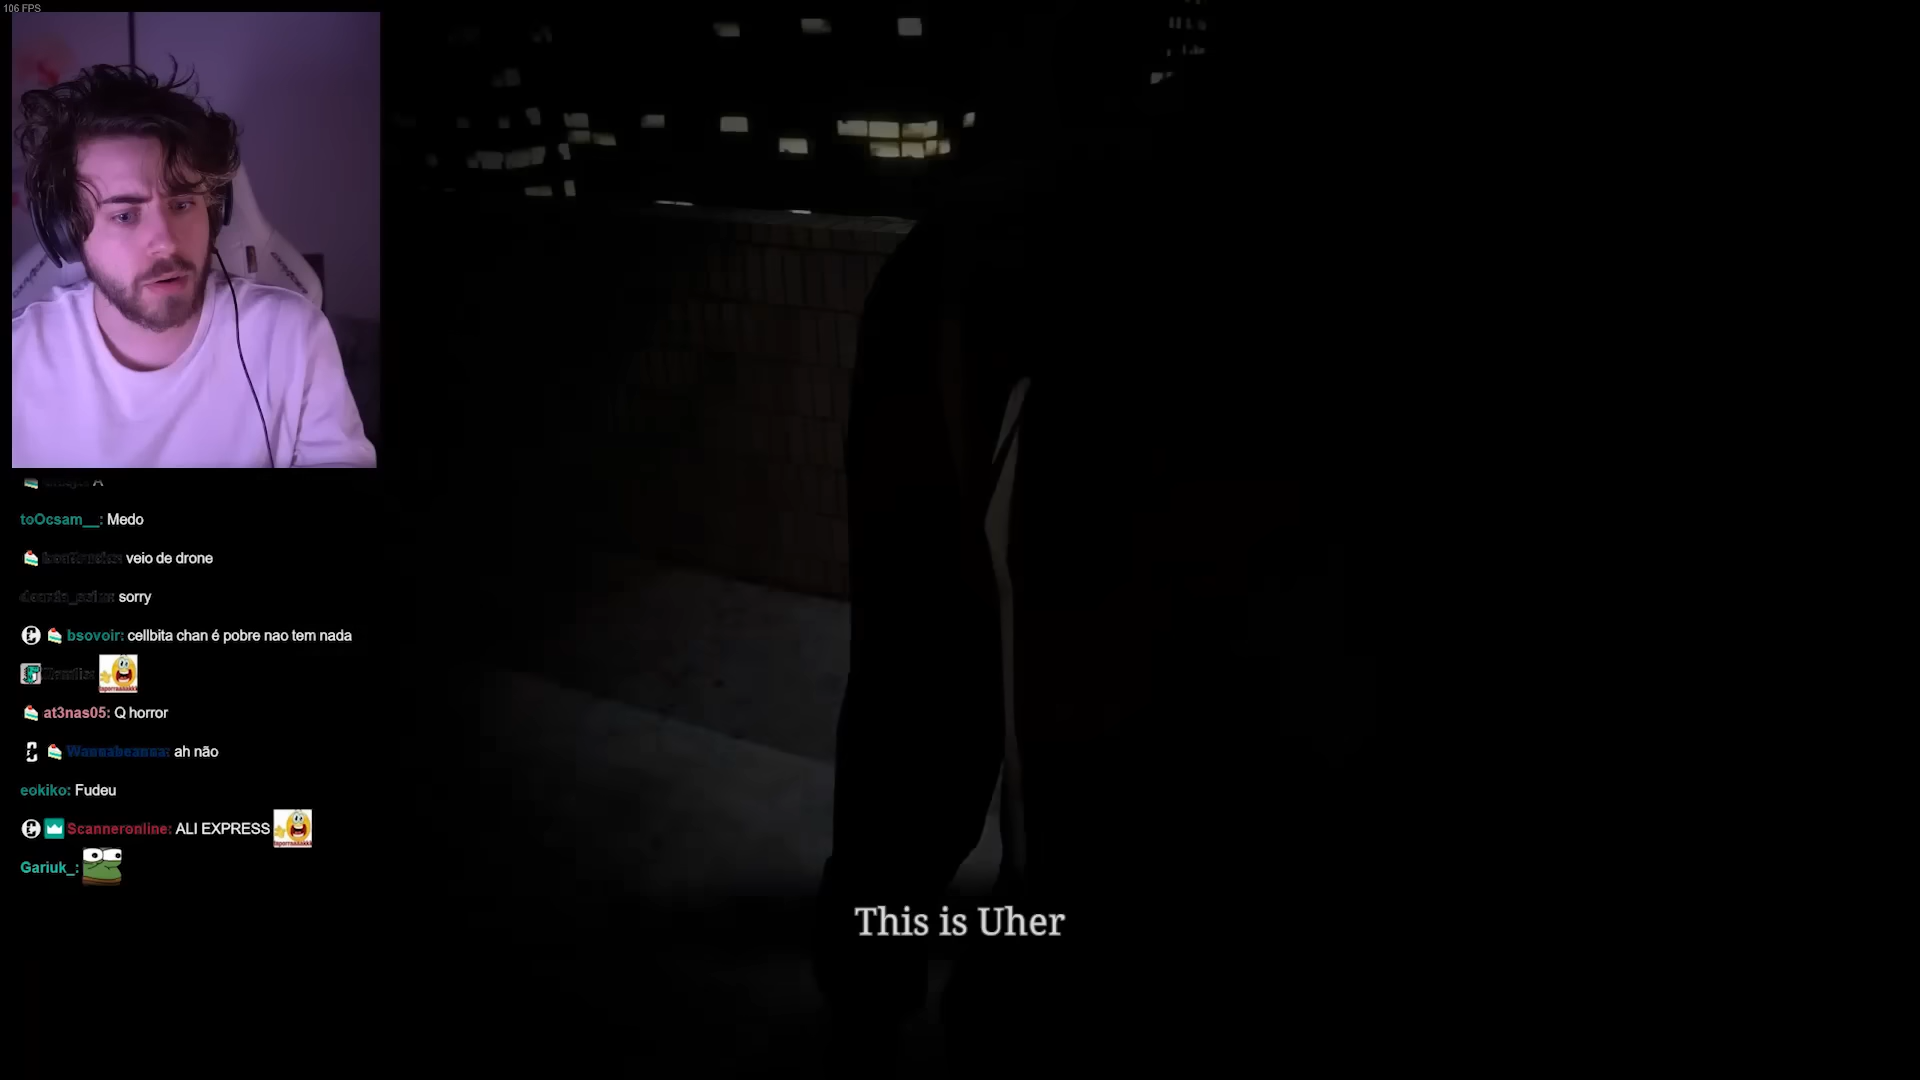 106 FPS
toOcsam__: Medo
veio de drone
sorry
bsovoir: cellbita chan é pobre nao tem nada
at3nas05: Q horror
Wannabeanna: ah não
eokiko: Fudeu
Scanneronline: ALI EXPRESS
Gariuk_:
This is Uher